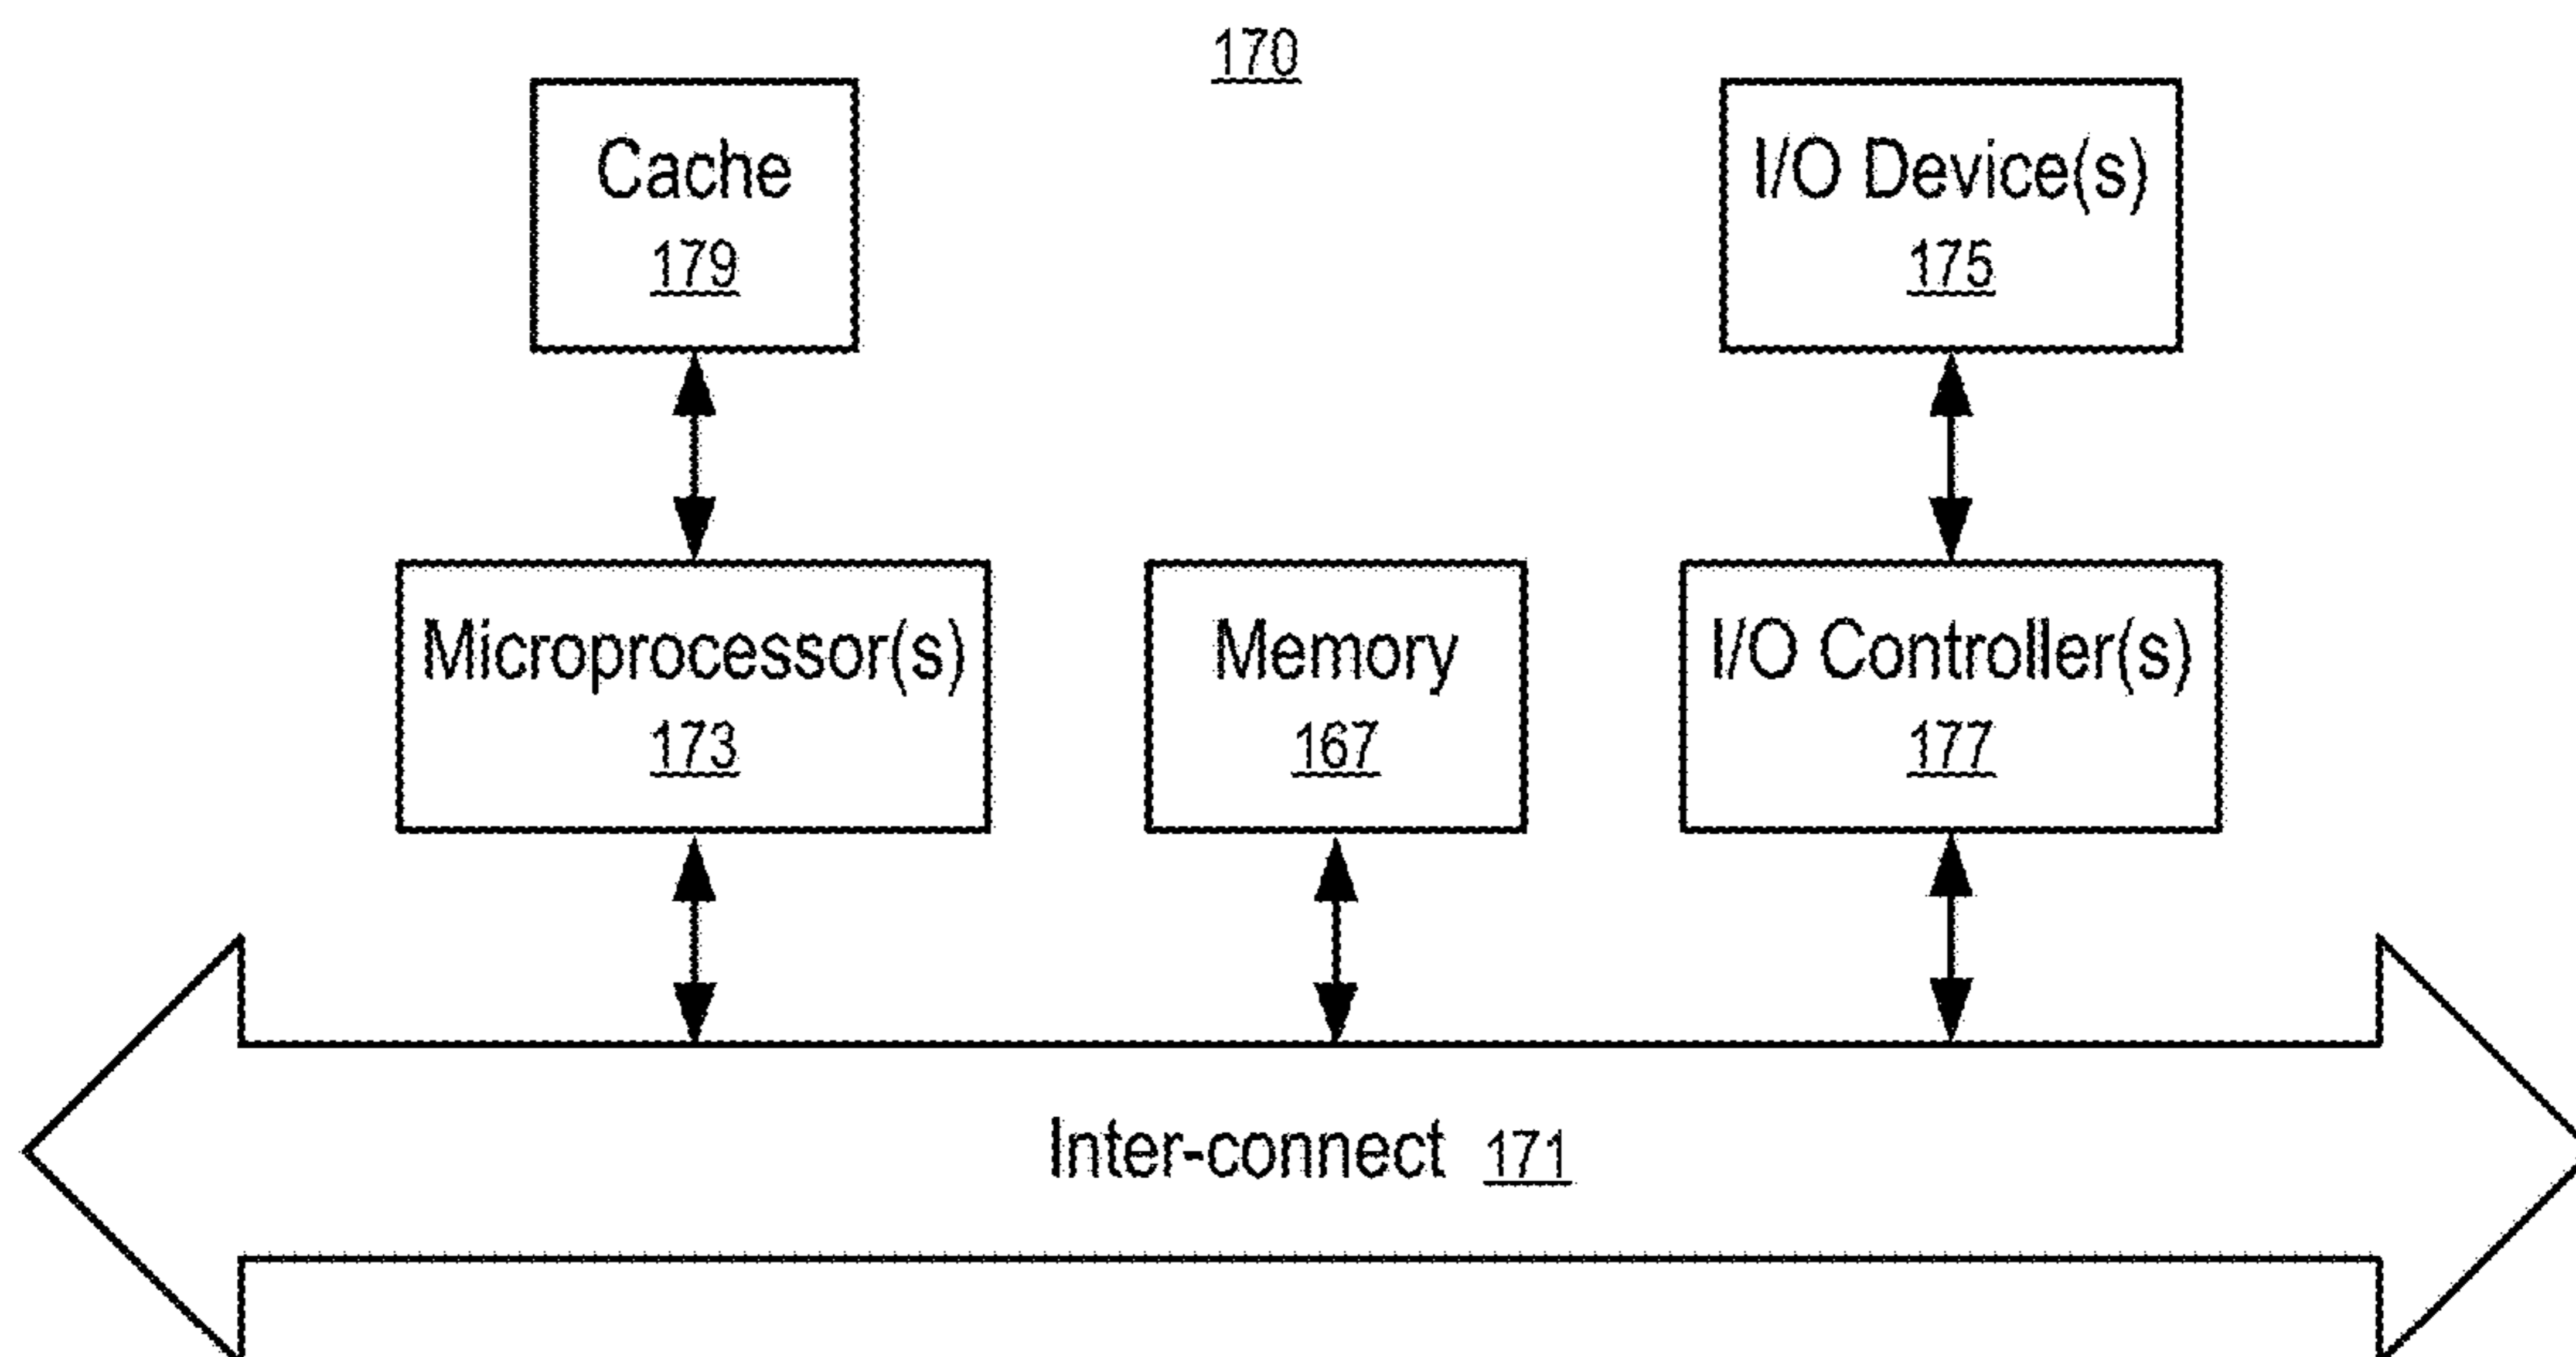 170
Cache
179
I/O Device(s)
175
Microprocessor(s)
173
Memory
167
I/O Controller(s)
177
Inter-connect 171